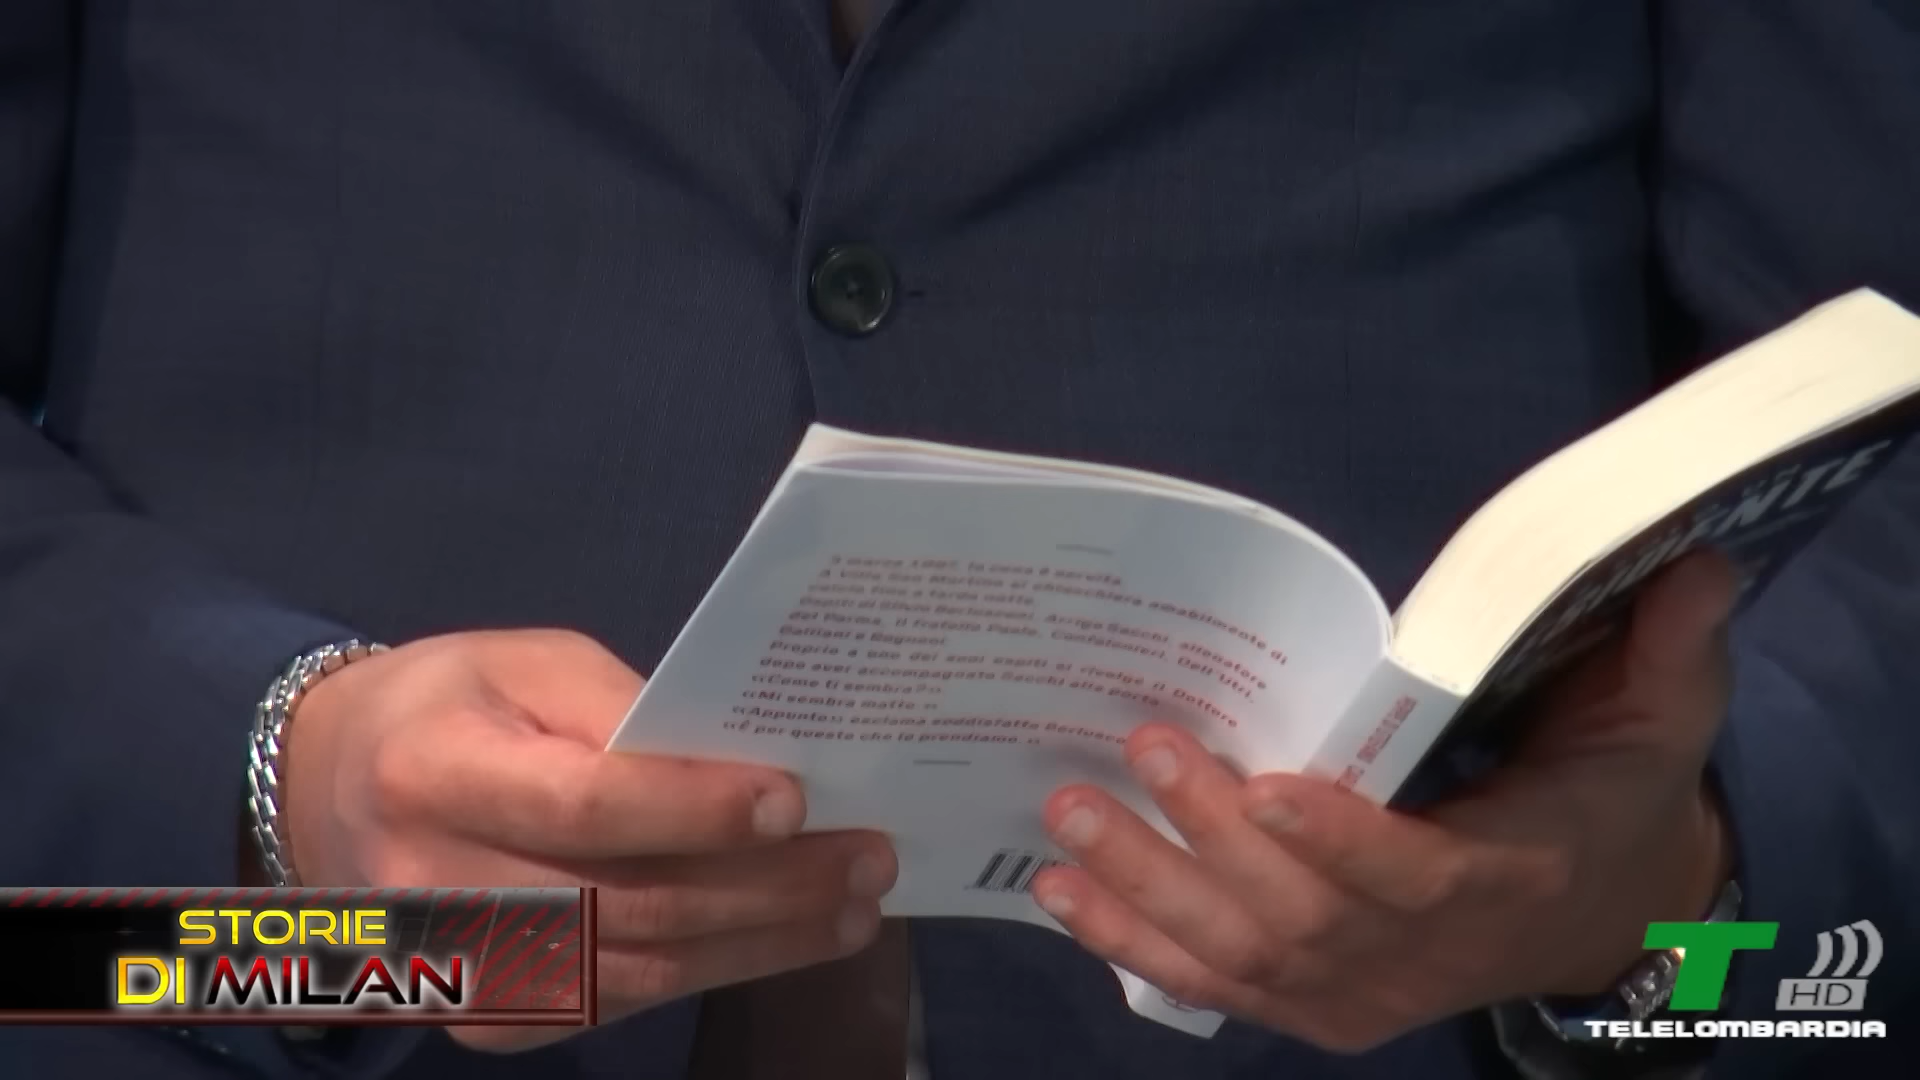 3 marzo 1987, la cena è servita.
A Villa San Martino si chiacchiera amabilmente di
calcio fino a tarda notte.
Ospiti di Silvio Berlusconi, Arrigo Sacchi, allenatore
del Parma, il fratello Paolo, Confalonieri, Dell'Utri,
Galliani e Bagnoni.
Proprio a uno dei suoi ospiti si rivolge il Dottore
dopo aver accompagnato Sacchi alla porta
«Come ti sembra?»
«Mi sembra matto.»
«Appunto» esclama soddisfatto Berlusco
«È per questo che lo prendiamo.»
STORIE
DI MILAN
HD
TELELOMBARDIA